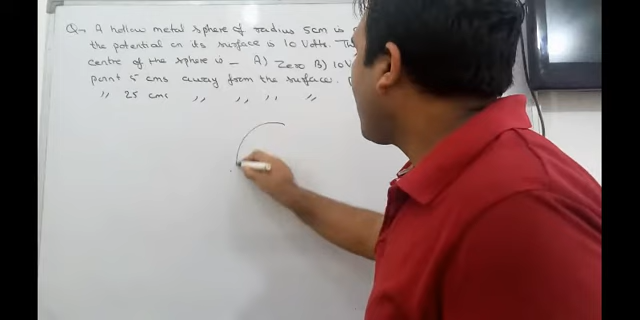 Q→ A hollow metal sphere of radius 5cm is
the potential on its surface is 10 Volts. The
centre of the sphere is – A) Zero B) 10V
point 5 cms away from the surface.
" 25 cms " " " "